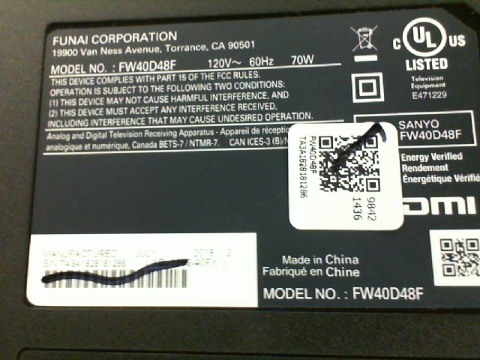 FUNAI CORPORATION
19900 Van Ness Avenue, Torrance, CA 90501
MODEL NO. : FW40D48F 120V~ 60Hz 70W
THIS DEVICE COMPLIES WITH PART 15 OF THE FCC RULES.
OPERATION IS SUBJECT TO THE FOLLOWING TWO CONDITIONS:
(1) THIS DEVICE MAY NOT CAUSE HARMFUL INTERFERENCE, AND
(2) THIS DEVICE MUST ACCEPT ANY INTERFERENCE RECEIVED,
INCLUDING INTERFERENCE THAT MAY CAUSE UNDESIRED OPERATION.
Analog and Digital Television Receiving Apparatus - Appareil de réception
analogique et numérique, Canada BETS-7 / NTMR-7. CAN ICES-3 (B)/N
C UL US
LISTED
Television
Equipment
E471229
SANYO
FW40D48F
Energy Verified
Rendement
Énergétique Vérifié
FW40D48F
TA3A1828181286
9842
1436
MANUFACTURED JULY 2018
Made in China
Fabriqué en Chine
MODEL NO. : FW40D48F